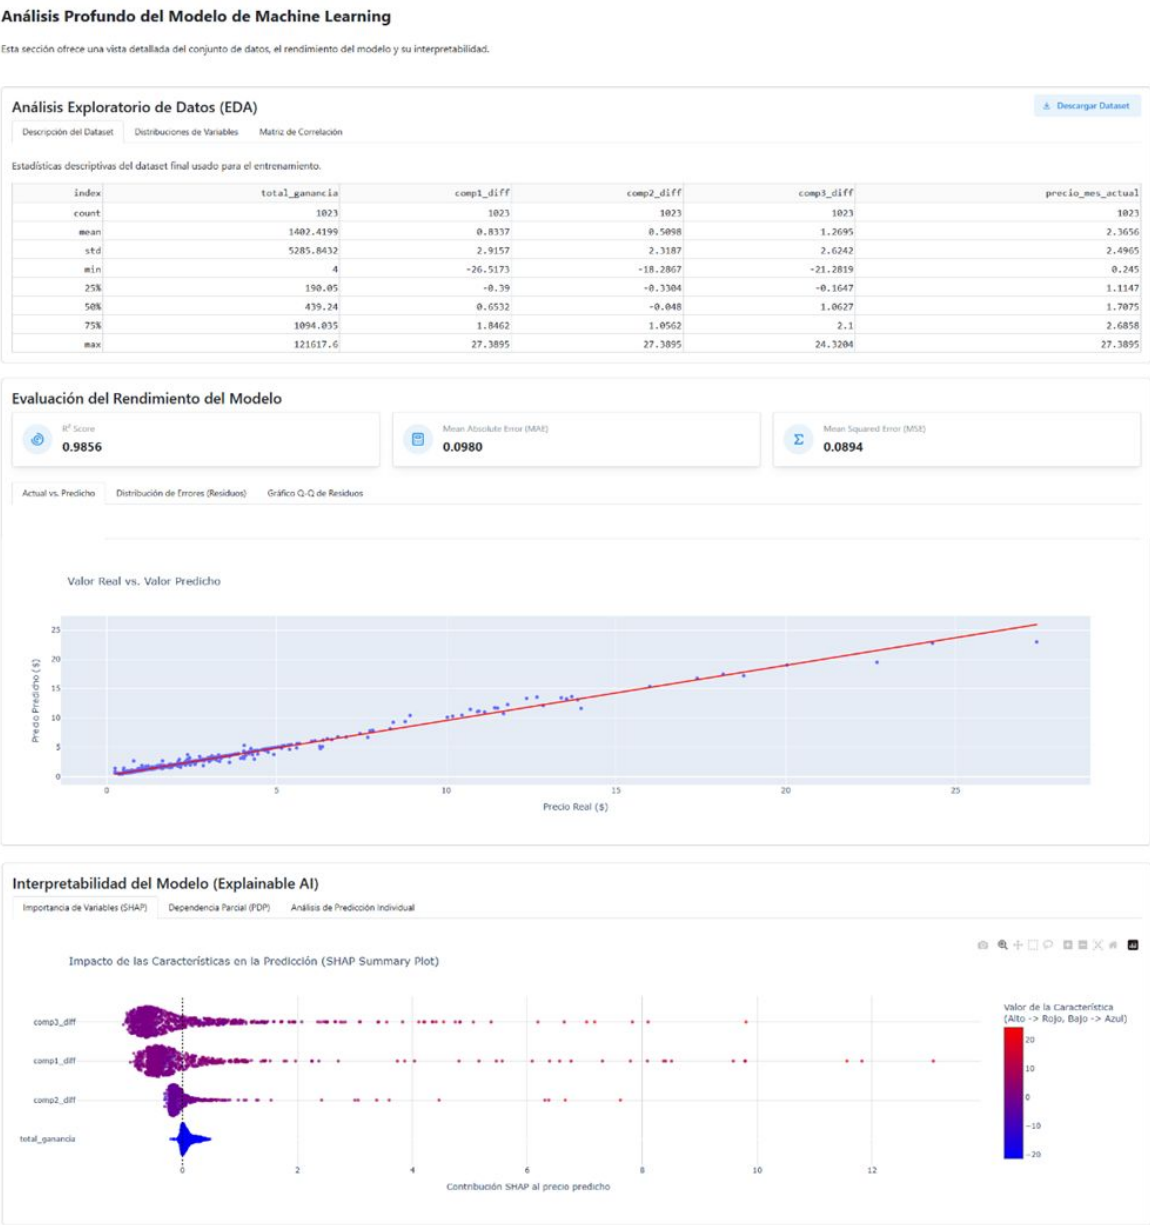 Análisis Profundo del Modelo de Machine Learning
Esta sección ofrece una vista detallada del conjunto de datos, el rendimiento del modelo y su interpretabilidad.
Análisis Exploratorio de Datos (EDA)
Descargar Dataset
Descripción del Dataset Distribuciones de Variables Matriz de Correlación
Estadísticas descriptivas del dataset final usado para el entrenamiento.
index total_ganancia comp1_diff comp2_diff comp3_diff precio_mes_actual
count 1023 1023 1023 1023 1023
mean 1402.4199 0.8337 0.5098 1.2695 2.3656
std 5285.8432 2.9157 2.3187 2.6242 2.4965
min 4 -26.5173 -18.2867 -21.2819 0.245
25% 190.05 -0.39 -0.3304 -0.1647 1.1147
50% 439.24 0.6532 -0.048 1.0627 1.7075
75% 1094.035 1.8462 1.0562 2.1 2.6858
max 121617.6 27.3895 27.3895 24.3204 27.3895
Evaluación del Rendimiento del Modelo
R² Score
0.9856
Mean Absolute Error (MAE)
0.0980
Mean Squared Error (MSE)
0.0894
Actual vs. Predicho Distribución de Errores (Residuos) Gráfico Q-Q de Residuos
Valor Real vs. Valor Predicho
25
20
15
10
5
0
Precio Predicho ($)
0 5 10 15 20 25
Precio Real ($)
Interpretabilidad del Modelo (Explainable AI)
Importancia de Variables (SHAP) Dependencia Parcial (PDP) Análisis de Predicción Individual
Impacto de las Características en la Predicción (SHAP Summary Plot)
comp3_diff
comp1_diff
comp2_diff
total_ganancia
0 2 4 6 8 10 12
Contribución SHAP al precio predicho
Valor de la Característica
(Alto -> Rojo, Bajo -> Azul)
20
10
0
−10
−20